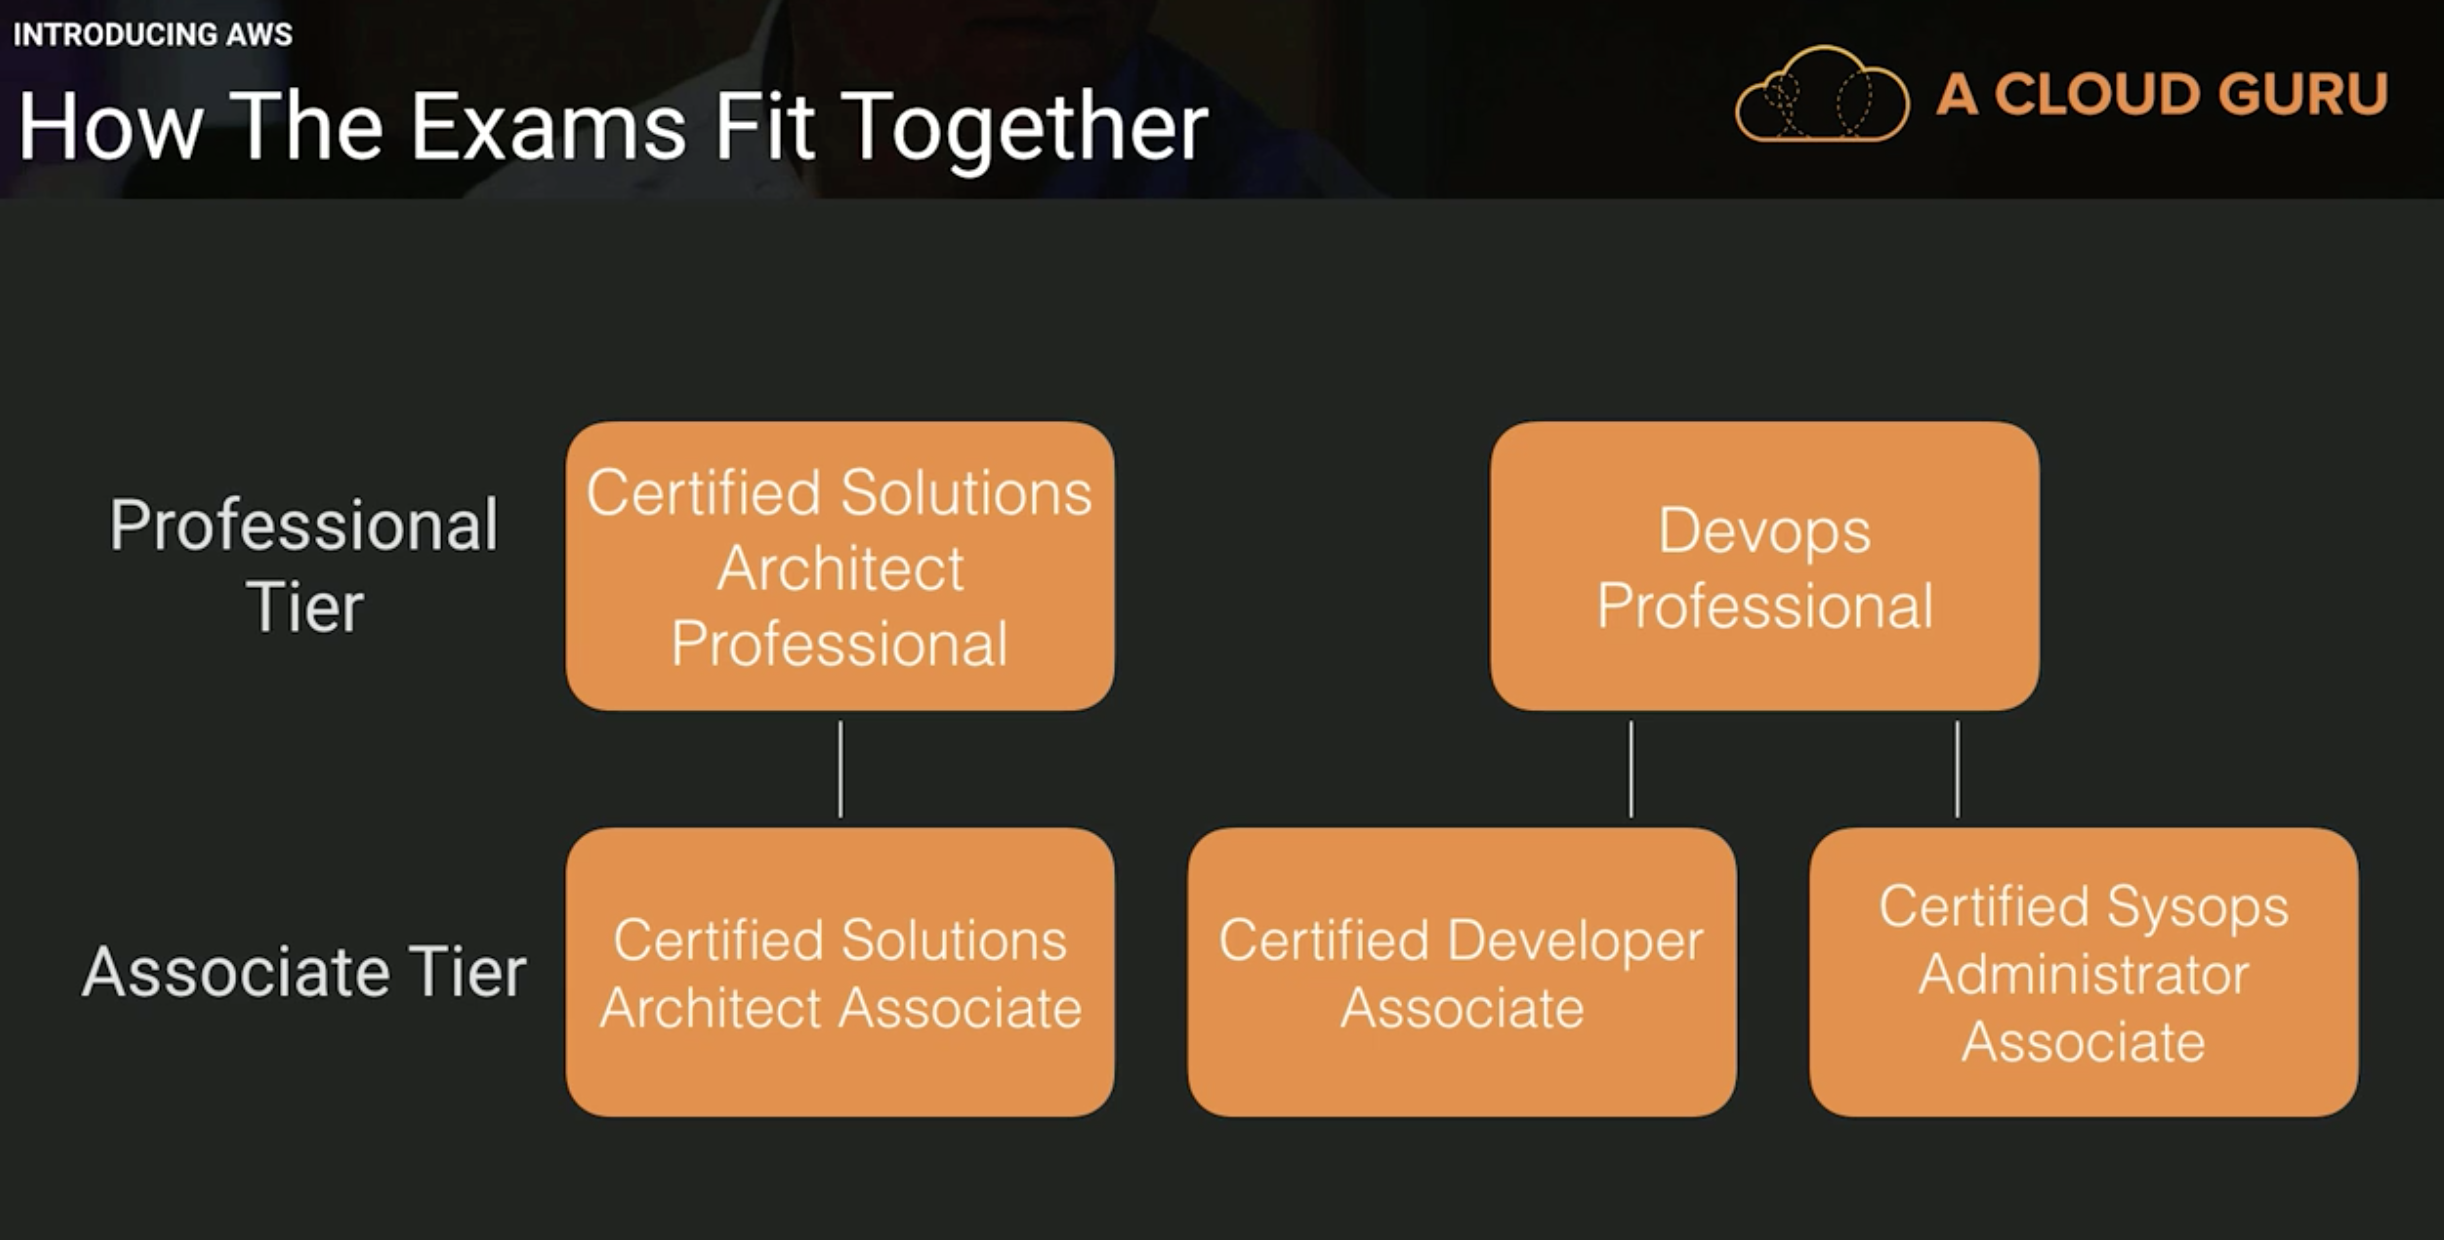 INTRODUCING AWS
How The Exams Fit Together
A CLOUD GURU
Professional
Tier
Certified Solutions
Architect
Professional
Devops
Professional
Associate Tier
Certified Solutions
Architect Associate
Certified Developer
Associate
Certified Sysops
Administrator
Associate